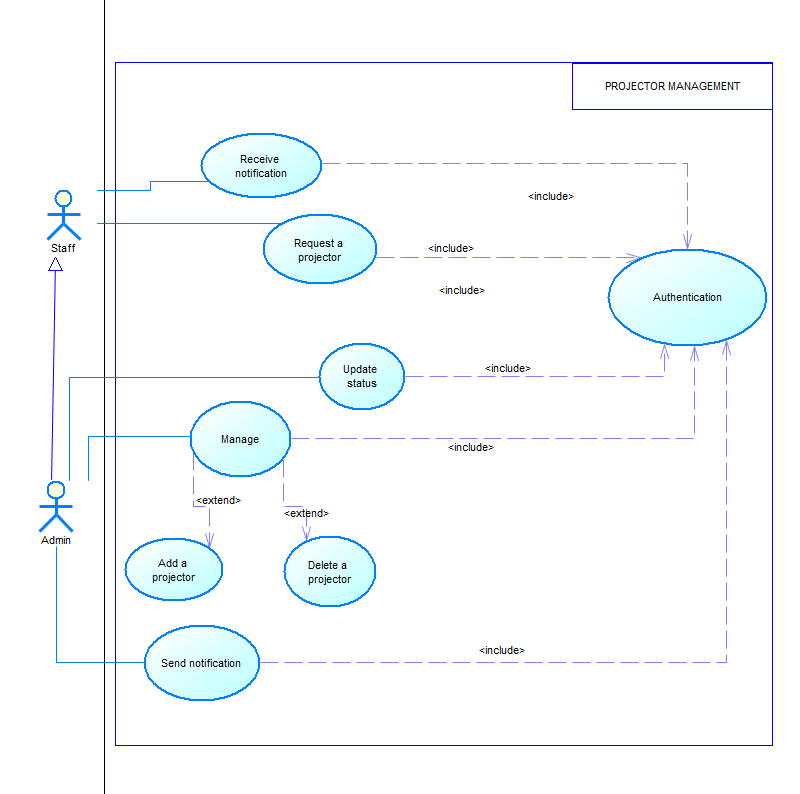 PROJECTOR MANAGEMENT
Receive
notification
<include>
Staff
Request a
projector
<include>
<include>
Authentication
Update
status
<include>
Manage
<include>
<extend>
<extend>
Admin
Add a
projector
Delete a
projector
Send notification
<include>